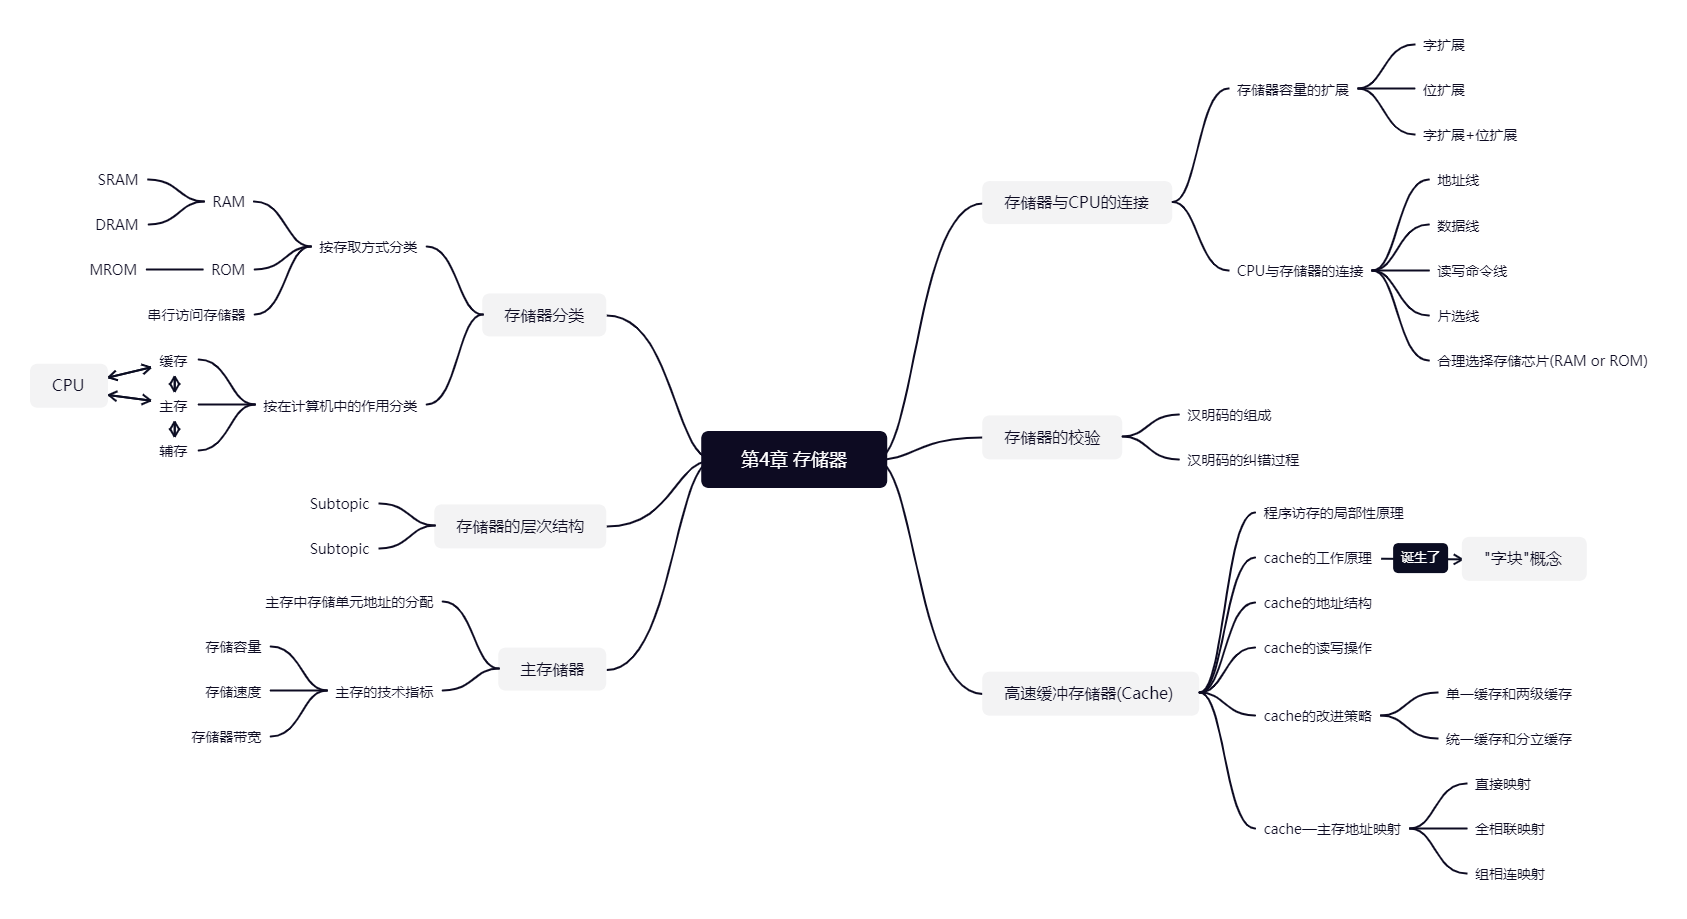 第4章 存储器
存储器与CPU的连接
存储器容量的扩展
字扩展
位扩展
字扩展+位扩展
CPU与存储器的连接
地址线
数据线
读写命令线
片选线
合理选择存储芯片(RAM or ROM)
存储器的校验
汉明码的组成
汉明码的纠错过程
高速缓冲存储器(Cache)
程序访存的局部性原理
cache的工作原理
诞生了
"字块"概念
cache的地址结构
cache的读写操作
cache的改进策略
单一缓存和两级缓存
统一缓存和分立缓存
cache—主存地址映射
直接映射
全相联映射
组相连映射
存储器分类
按存取方式分类
RAM
SRAM
DRAM
ROM
MROM
串行访问存储器
按在计算机中的作用分类
缓存
主存
辅存
CPU
存储器的层次结构
Subtopic
Subtopic
主存储器
主存中存储单元地址的分配
主存的技术指标
存储容量
存储速度
存储器带宽